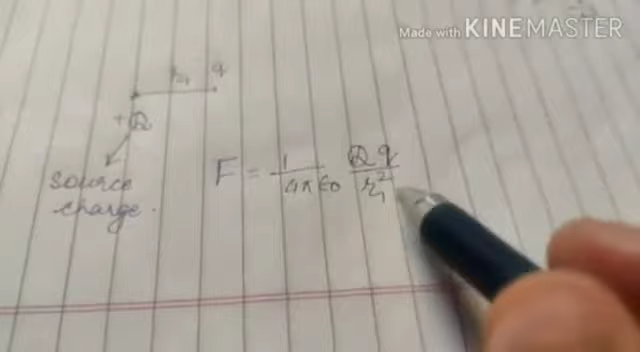 Made with KINEMASTER
r₁ q
+Q
source
charge.
F = 1/4πε₀ Qq/r₁²